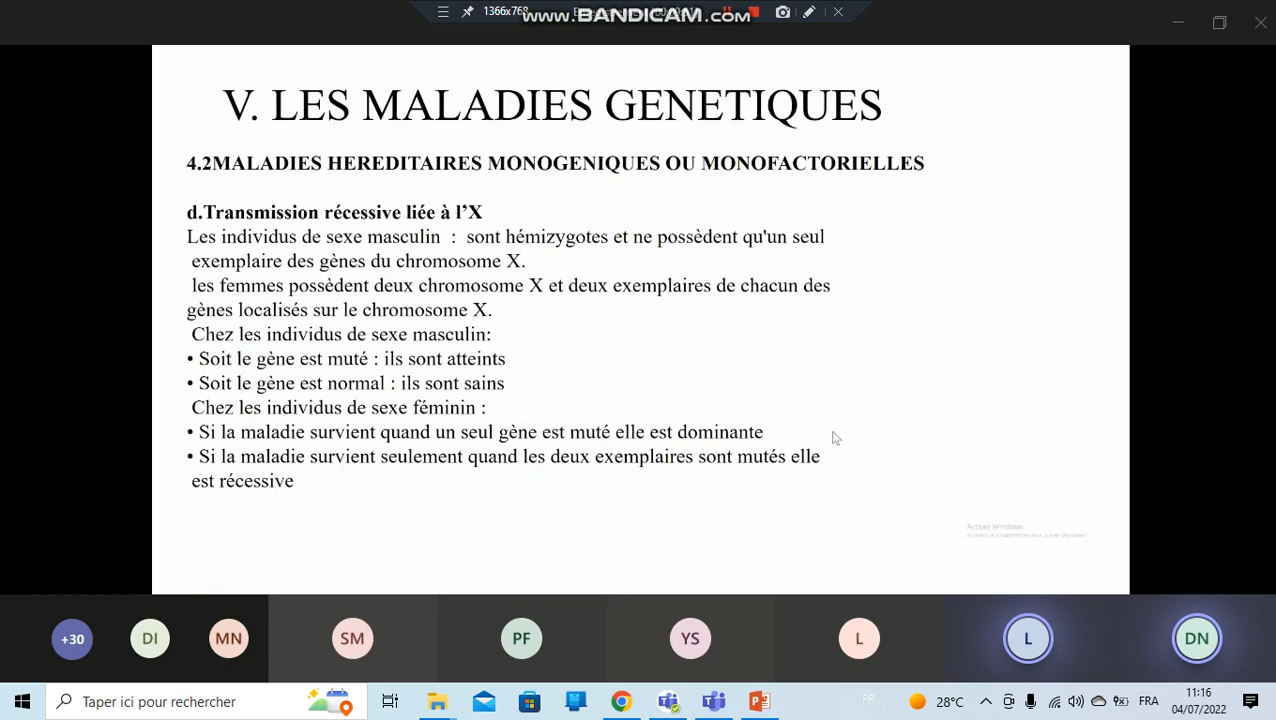 1366x768
www.BANDICAM.com
V. LES MALADIES GENETIQUES
4.2MALADIES HEREDITAIRES MONOGENIQUES OU MONOFACTORIELLES
d.Transmission récessive liée à l’X
Les individus de sexe masculin : sont hémizygotes et ne possèdent qu'un seul
exemplaire des gènes du chromosome X.
les femmes possèdent deux chromosome X et deux exemplaires de chacun des
gènes localisés sur le chromosome X.
Chez les individus de sexe masculin:
• Soit le gène est muté : ils sont atteints
• Soit le gène est normal : ils sont sains
Chez les individus de sexe féminin :
• Si la maladie survient quand un seul gène est muté elle est dominante
• Si la maladie survient seulement quand les deux exemplaires sont mutés elle
est récessive
Activer Windows
+30 DI MN SM PF YS L L DN
Taper ici pour rechercher
FR 28°C FRA 11:16
04/07/2022